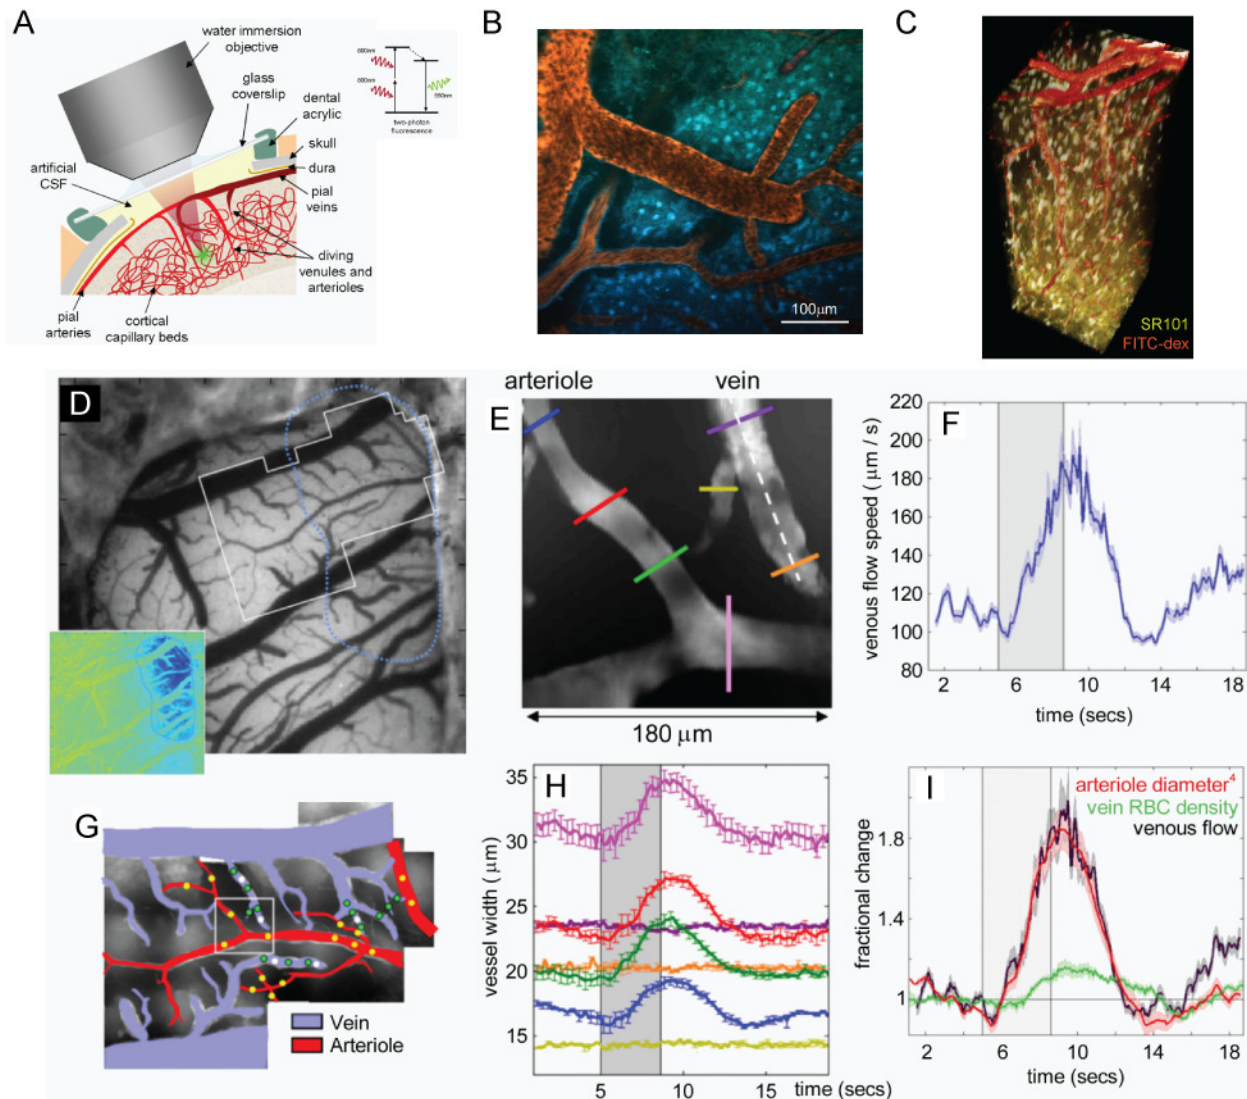 A
water immersion
objective
glass
coverslip
dental
acrylic
skull
dura
pial
veins
artificial
CSF
diving
venules and
arterioles
pial
arteries
cortical
capillary beds
800nm
800nm
550nm
two-photon
fluorescence
B
100μm
C
SR101
FITC-dex
D
arteriole
vein
E
180 μm
F
venous flow speed ( μm / s)
220
200
180
160
140
120
100
80
2
6
10
14
18
time (secs)
G
Vein
Arteriole
H
vessel width ( μm)
35
30
25
20
15
5
10
15
time (secs)
I
arteriole diameter⁴
vein RBC density
venous flow
fractional change
1.8
1.4
1
2
6
10
14
18
time (secs)